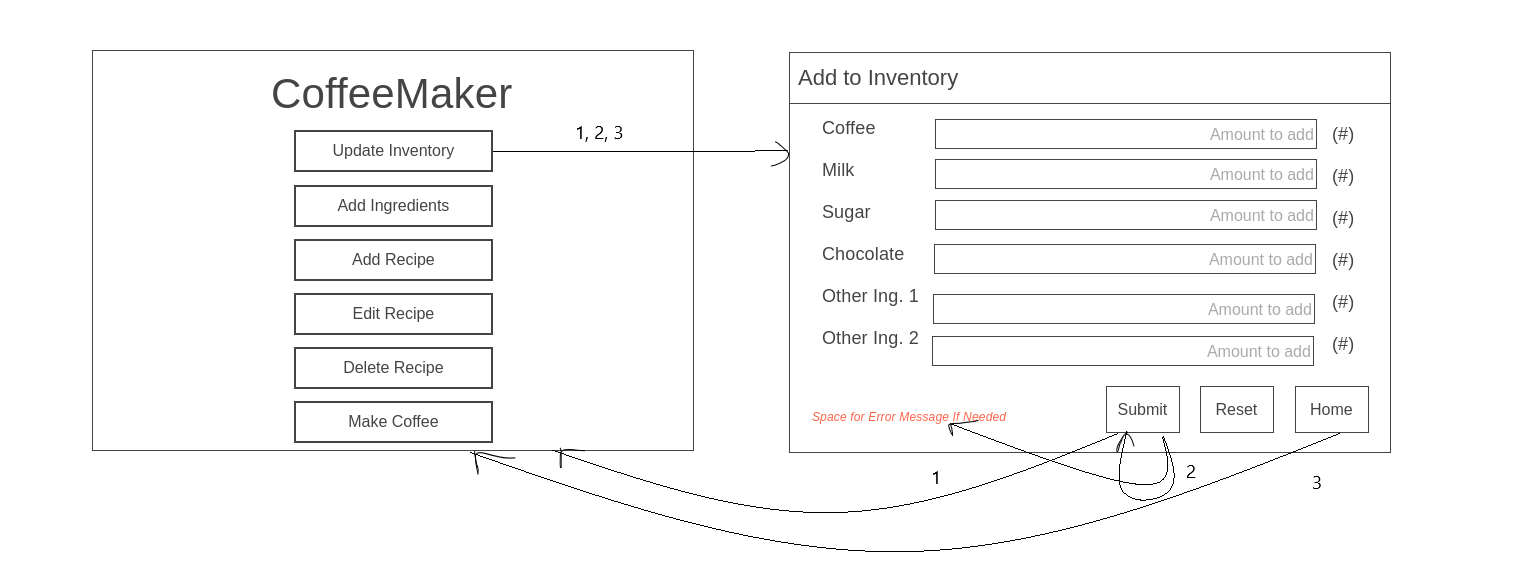 CoffeeMaker
Update Inventory
Add Ingredients
Add Recipe
Edit Recipe
Delete Recipe
Make Coffee
1, 2, 3
Add to Inventory
Coffee Amount to add (#)
Milk Amount to add (#)
Sugar Amount to add (#)
Chocolate Amount to add (#)
Other Ing. 1 Amount to add (#)
Other Ing. 2 Amount to add (#)
Space for Error Message If Needed
Submit Reset Home
1
2
3